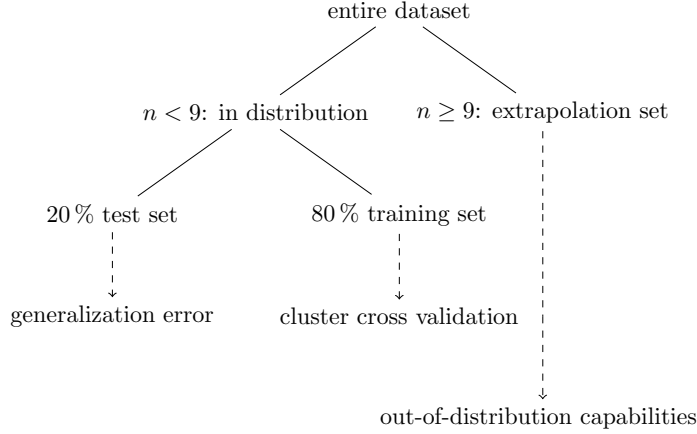 entire dataset
n < 9: in distribution
n ≥ 9: extrapolation set
20 % test set
80 % training set
generalization error
cluster cross validation
out-of-distribution capabilities